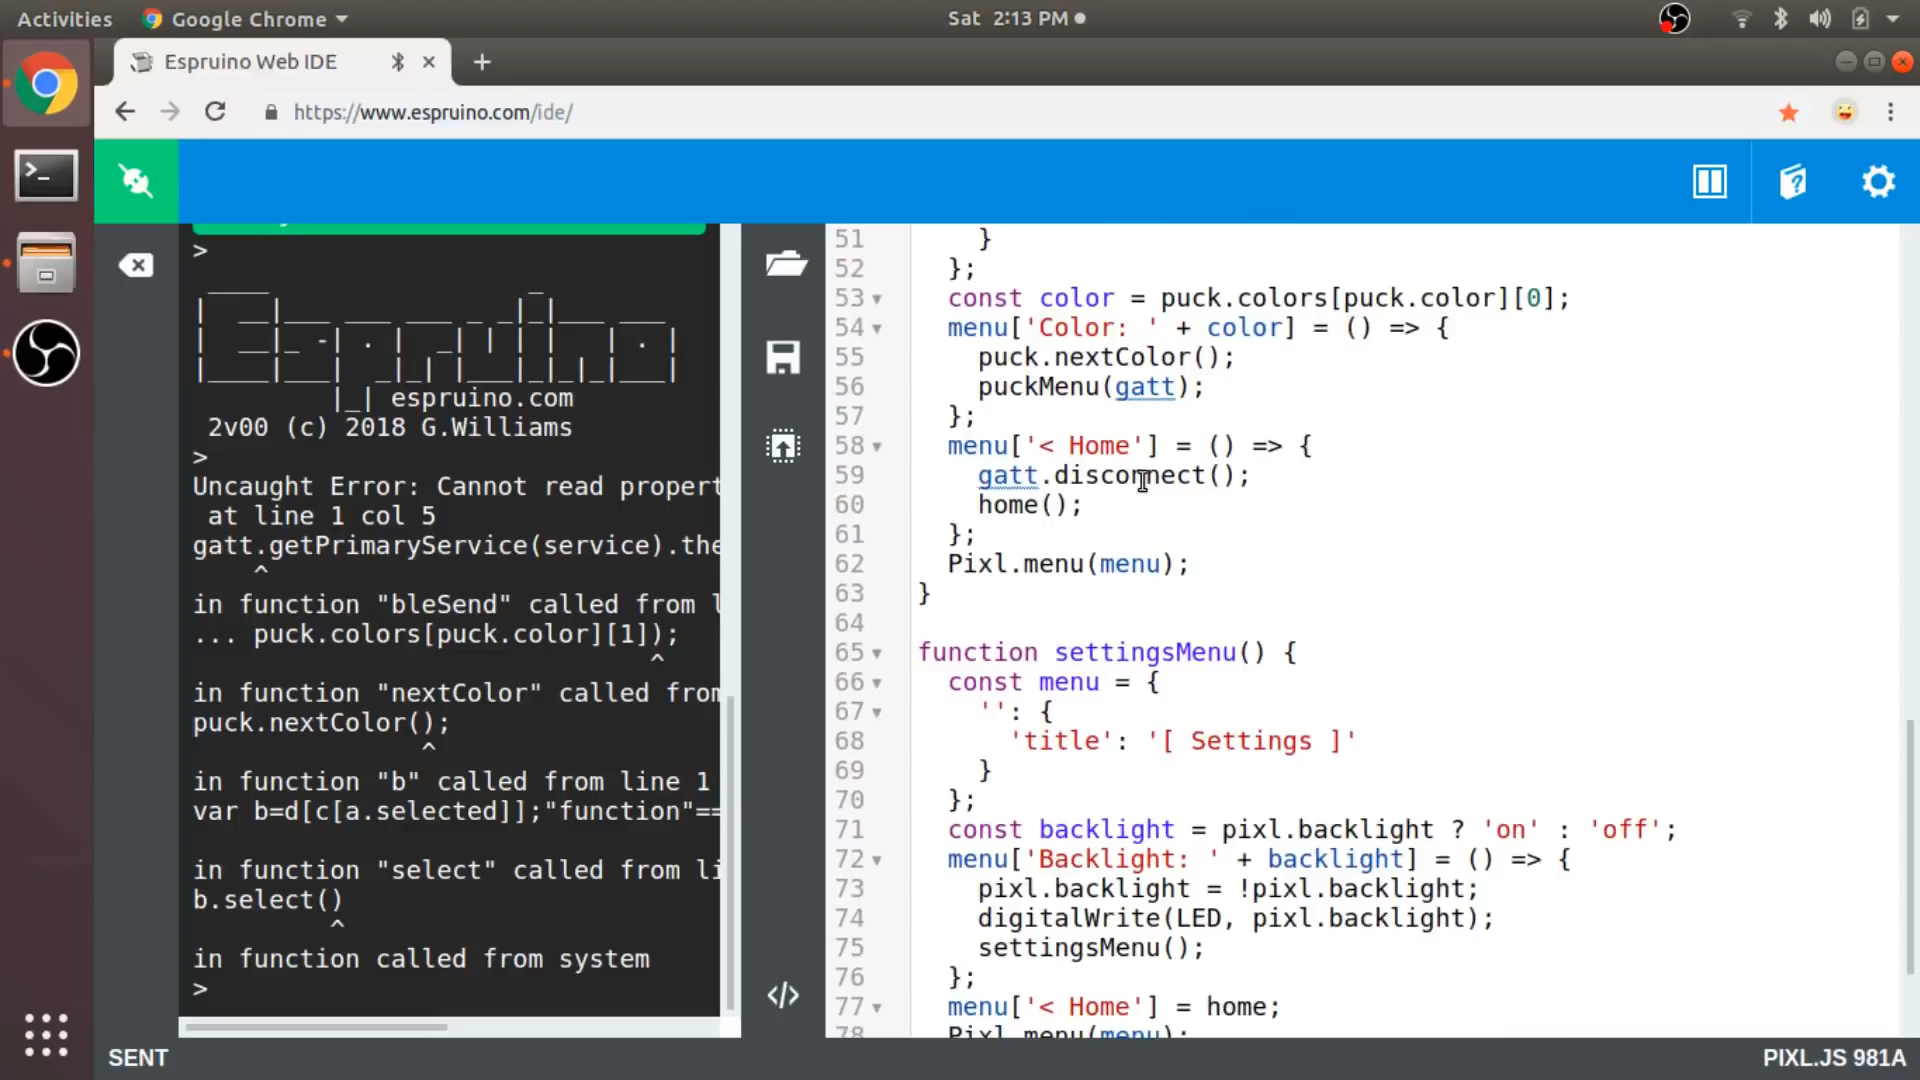 Activities
Google Chrome
Sat 2:13 PM
Espruino Web IDE
https://www.espruino.com/ide/
>
Espruino
espruino.com
2v00 (c) 2018 G.Williams
>
Uncaught Error: Cannot read propert
at line 1 col 5
gatt.getPrimaryService(service).the
^
in function "bleSend" called from l
... puck.colors[puck.color][1]);
^
in function "nextColor" called from
puck.nextColor();
^
in function "b" called from line 1
var b=d[c[a.selected]];"function"==
^
in function "select" called from li
b.select()
^
in function called from system
>
51 }
52 };
53 const color = puck.colors[puck.color][0];
54 menu['Color: ' + color] = () => {
55 puck.nextColor();
56 puckMenu(gatt);
57 };
58 menu['< Home'] = () => {
59 gatt.disconnect();
60 home();
61 };
62 Pixl.menu(menu);
63 }
64
65 function settingsMenu() {
66 const menu = {
67 '': {
68 'title': '[ Settings ]'
69 }
70 };
71 const backlight = pixl.backlight ? 'on' : 'off';
72 menu['Backlight: ' + backlight] = () => {
73 pixl.backlight = !pixl.backlight;
74 digitalWrite(LED, pixl.backlight);
75 settingsMenu();
76 };
77 menu['< Home'] = home;
78 Pixl.menu(menu);
SENT
PIXL.JS 981A